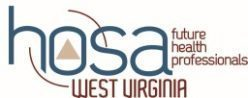 hosa
future
health
professionals
WEST VIRGINIA